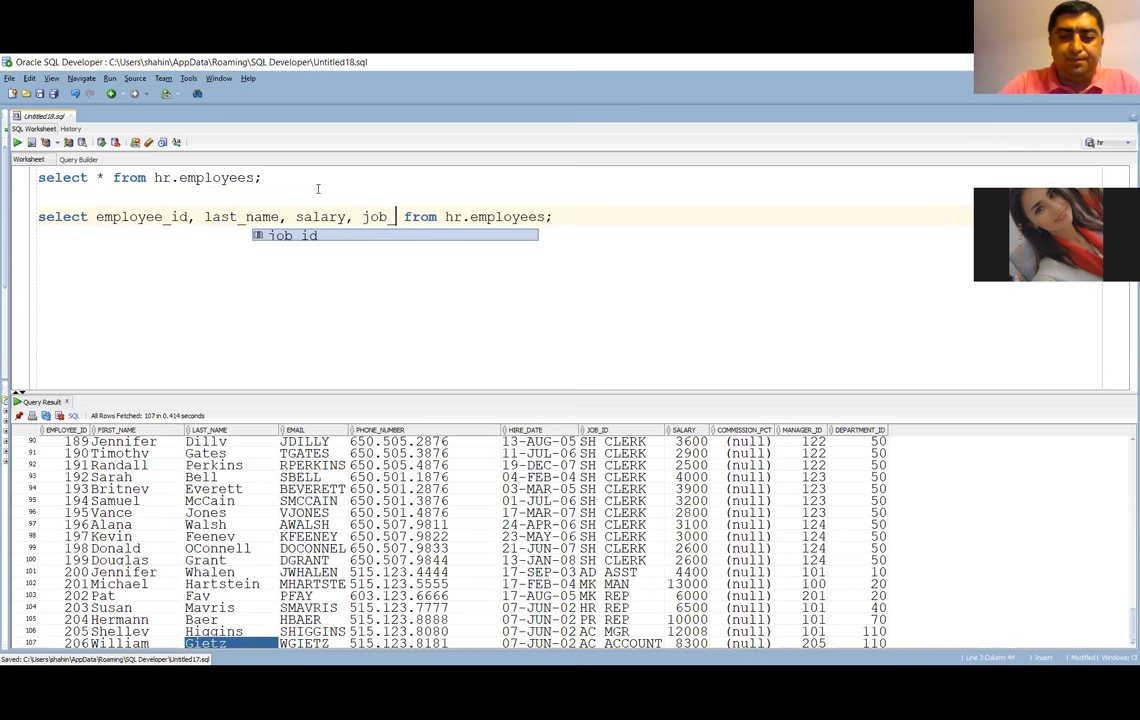 Oracle SQL Developer : C:\Users\shahin\AppData\Roaming\SQL Developer\Untitled18.sql
File Edit View Navigate Run Source Team Tools Window Help
Untitled18.sql
SQL Worksheet History
hr
Worksheet Query Builder
select * from hr.employees;
select employee_id, last_name, salary, job_ from hr.employees;
job_id
Query Result
SQL | All Rows Fetched: 107 in 0.414 seconds
EMPLOYEE_ID FIRST_NAME LAST_NAME EMAIL PHONE_NUMBER HIRE_DATE JOB_ID SALARY COMMISSION_PCT MANAGER_ID DEPARTMENT_ID
90 189 Jennifer Dilly JDILLY 650.505.2876 13-AUG-05 SH_CLERK 3600 (null) 122 50
91 190 Timothy Gates TGATES 650.505.3876 11-JUL-06 SH_CLERK 2900 (null) 122 50
92 191 Randall Perkins RPERKINS 650.505.4876 19-DEC-07 SH_CLERK 2500 (null) 122 50
93 192 Sarah Bell SBELL 650.501.1876 04-FEB-04 SH_CLERK 4000 (null) 123 50
94 193 Britney Everett BEVERETT 650.501.2876 03-MAR-05 SH_CLERK 3900 (null) 123 50
95 194 Samuel McCain SMCCAIN 650.501.3876 01-JUL-06 SH_CLERK 3200 (null) 123 50
96 195 Vance Jones VJONES 650.501.4876 17-MAR-07 SH_CLERK 2800 (null) 123 50
97 196 Alana Walsh AWALSH 650.507.9811 24-APR-06 SH_CLERK 3100 (null) 124 50
98 197 Kevin Feeney KFEENEY 650.507.9822 23-MAY-06 SH_CLERK 3000 (null) 124 50
99 198 Donald OConnell DOCONNEL 650.507.9833 21-JUN-07 SH_CLERK 2600 (null) 124 50
100 199 Douglas Grant DGRANT 650.507.9844 13-JAN-08 SH_CLERK 2600 (null) 124 50
101 200 Jennifer Whalen JWHALEN 515.123.4444 17-SEP-03 AD_ASST 4400 (null) 101 10
102 201 Michael Hartstein MHARTSTE 515.123.5555 17-FEB-04 MK_MAN 13000 (null) 100 20
103 202 Pat Fay PFAY 603.123.6666 17-AUG-05 MK_REP 6000 (null) 201 20
104 203 Susan Mavris SMAVRIS 515.123.7777 07-JUN-02 HR_REP 6500 (null) 101 40
105 204 Hermann Baer HBAER 515.123.8888 07-JUN-02 PR_REP 10000 (null) 101 70
106 205 Shelley Higgins SHIGGINS 515.123.8080 07-JUN-02 AC_MGR 12008 (null) 101 110
107 206 William Gietz WGIETZ 515.123.8181 07-JUN-02 AC_ACCOUNT 8300 (null) 205 110
Saved: C:\Users\shahin\AppData\Roaming\SQL Developer\Untitled17.sql Line 3 Column 44 Insert Modified Windows: CF